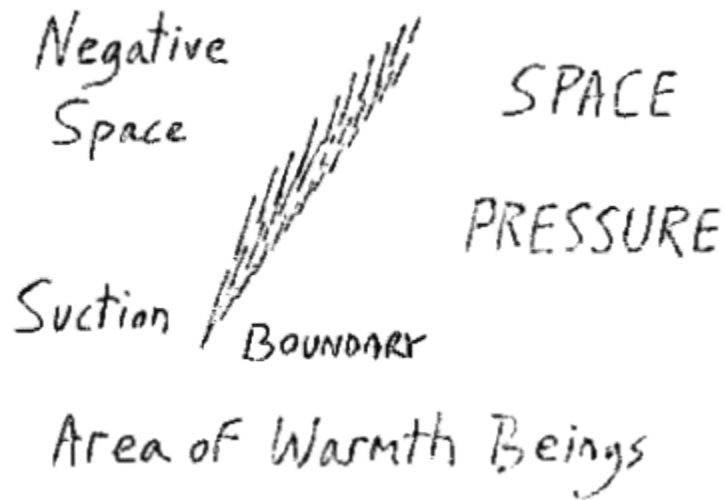 Negative
Space
SPACE
PRESSURE
Suction
BOUNDARY
Area of Warmth Beings